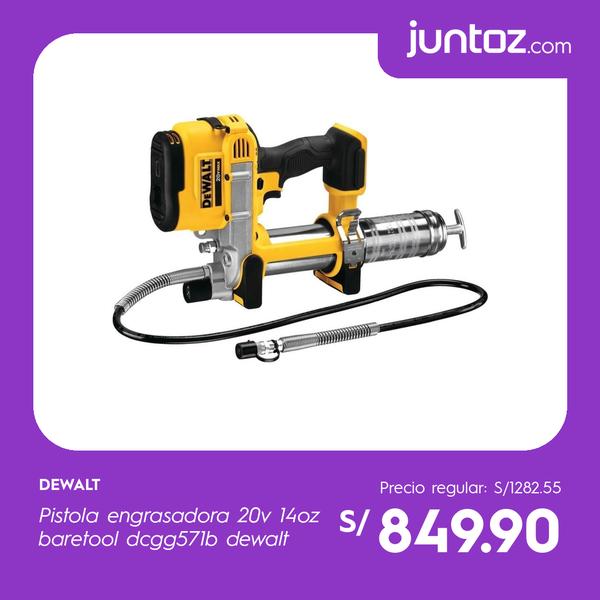 juntoz.com
DEWALT
20V MAX
DEWALT
Precio regular: S/1282.55
Pistola engrasadora 20v 14oz
baretool dcgg571b dewalt
S/ 849.90